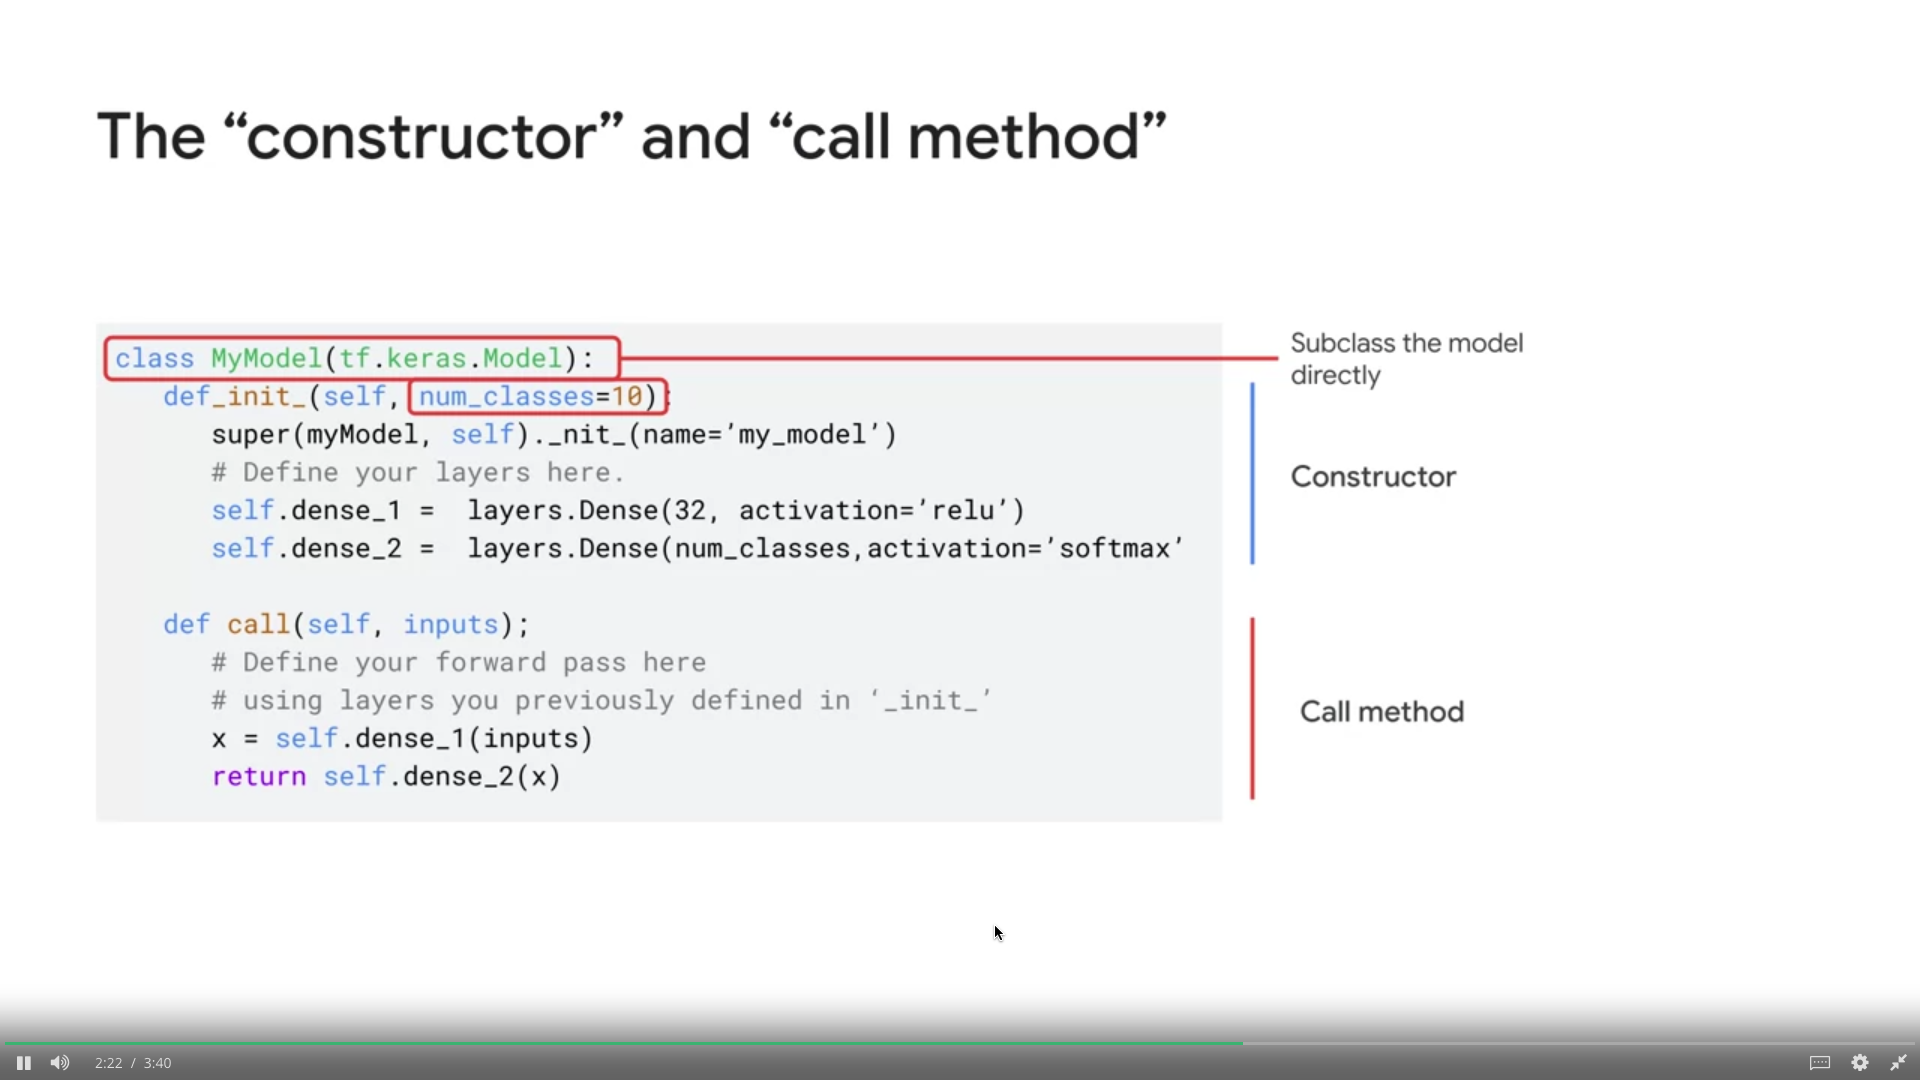 The “constructor” and “call method”
class MyModel(tf.keras.Model):
def_init_(self, num_classes=10):
super(myModel, self)._nit_(name=’my_model’)
# Define your layers here.
self.dense_1 = layers.Dense(32, activation=’relu’)
self.dense_2 = layers.Dense(num_classes,activation=’softmax’
def call(self, inputs);
# Define your forward pass here
# using layers you previously defined in ‘_init_’
x = self.dense_1(inputs)
return self.dense_2(x)
Subclass the model
directly
Constructor
Call method
2:22 / 3:40